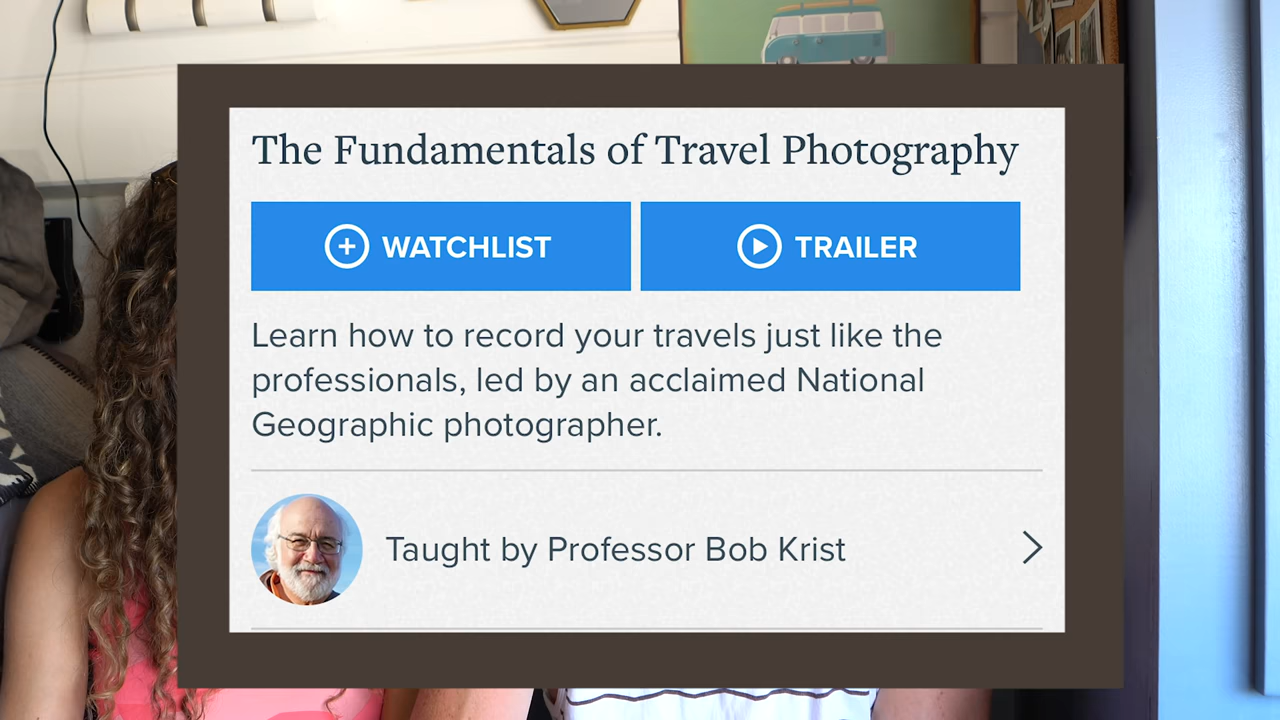 The Fundamentals of Travel Photography
WATCHLIST
TRAILER
Learn how to record your travels just like the
professionals, led by an acclaimed National
Geographic photographer.
Taught by Professor Bob Krist